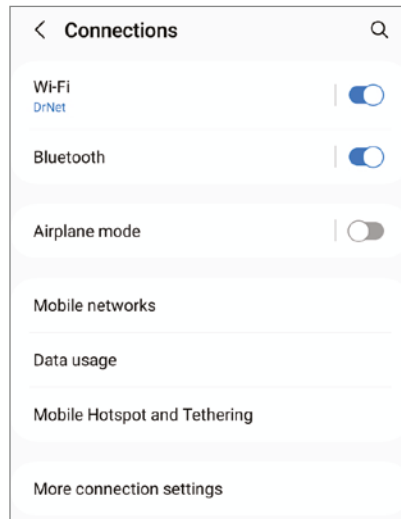 Connections
Wi-Fi
DrNet
Bluetooth
Airplane mode
Mobile networks
Data usage
Mobile Hotspot and Tethering
More connection settings